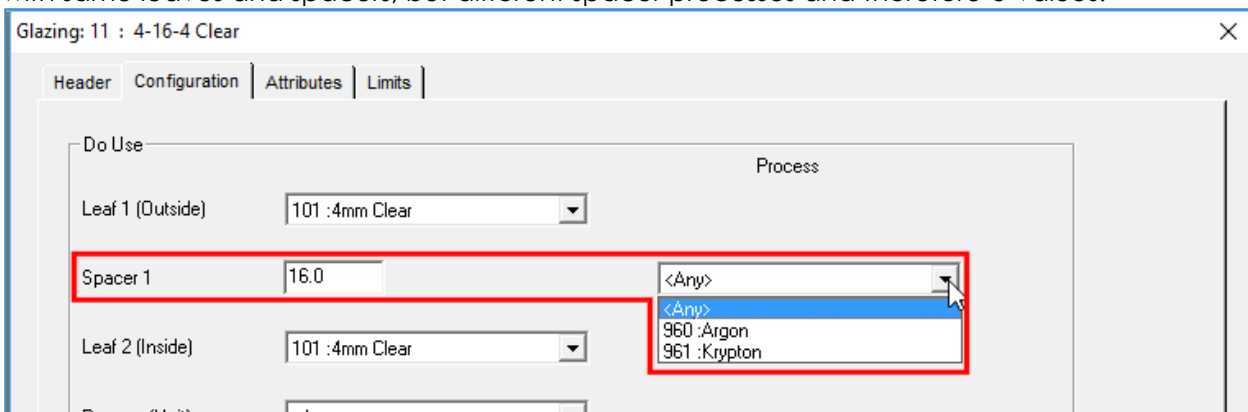 Glazing: 11 : 4-16-4 Clear
Header Configuration Attributes Limits
Do Use
Process
Leaf 1 (Outside) 101 :4mm Clear
Spacer 1 16.0 <Any>
<Any>
960 :Argon
Leaf 2 (Inside) 101 :4mm Clear 961 :Krypton